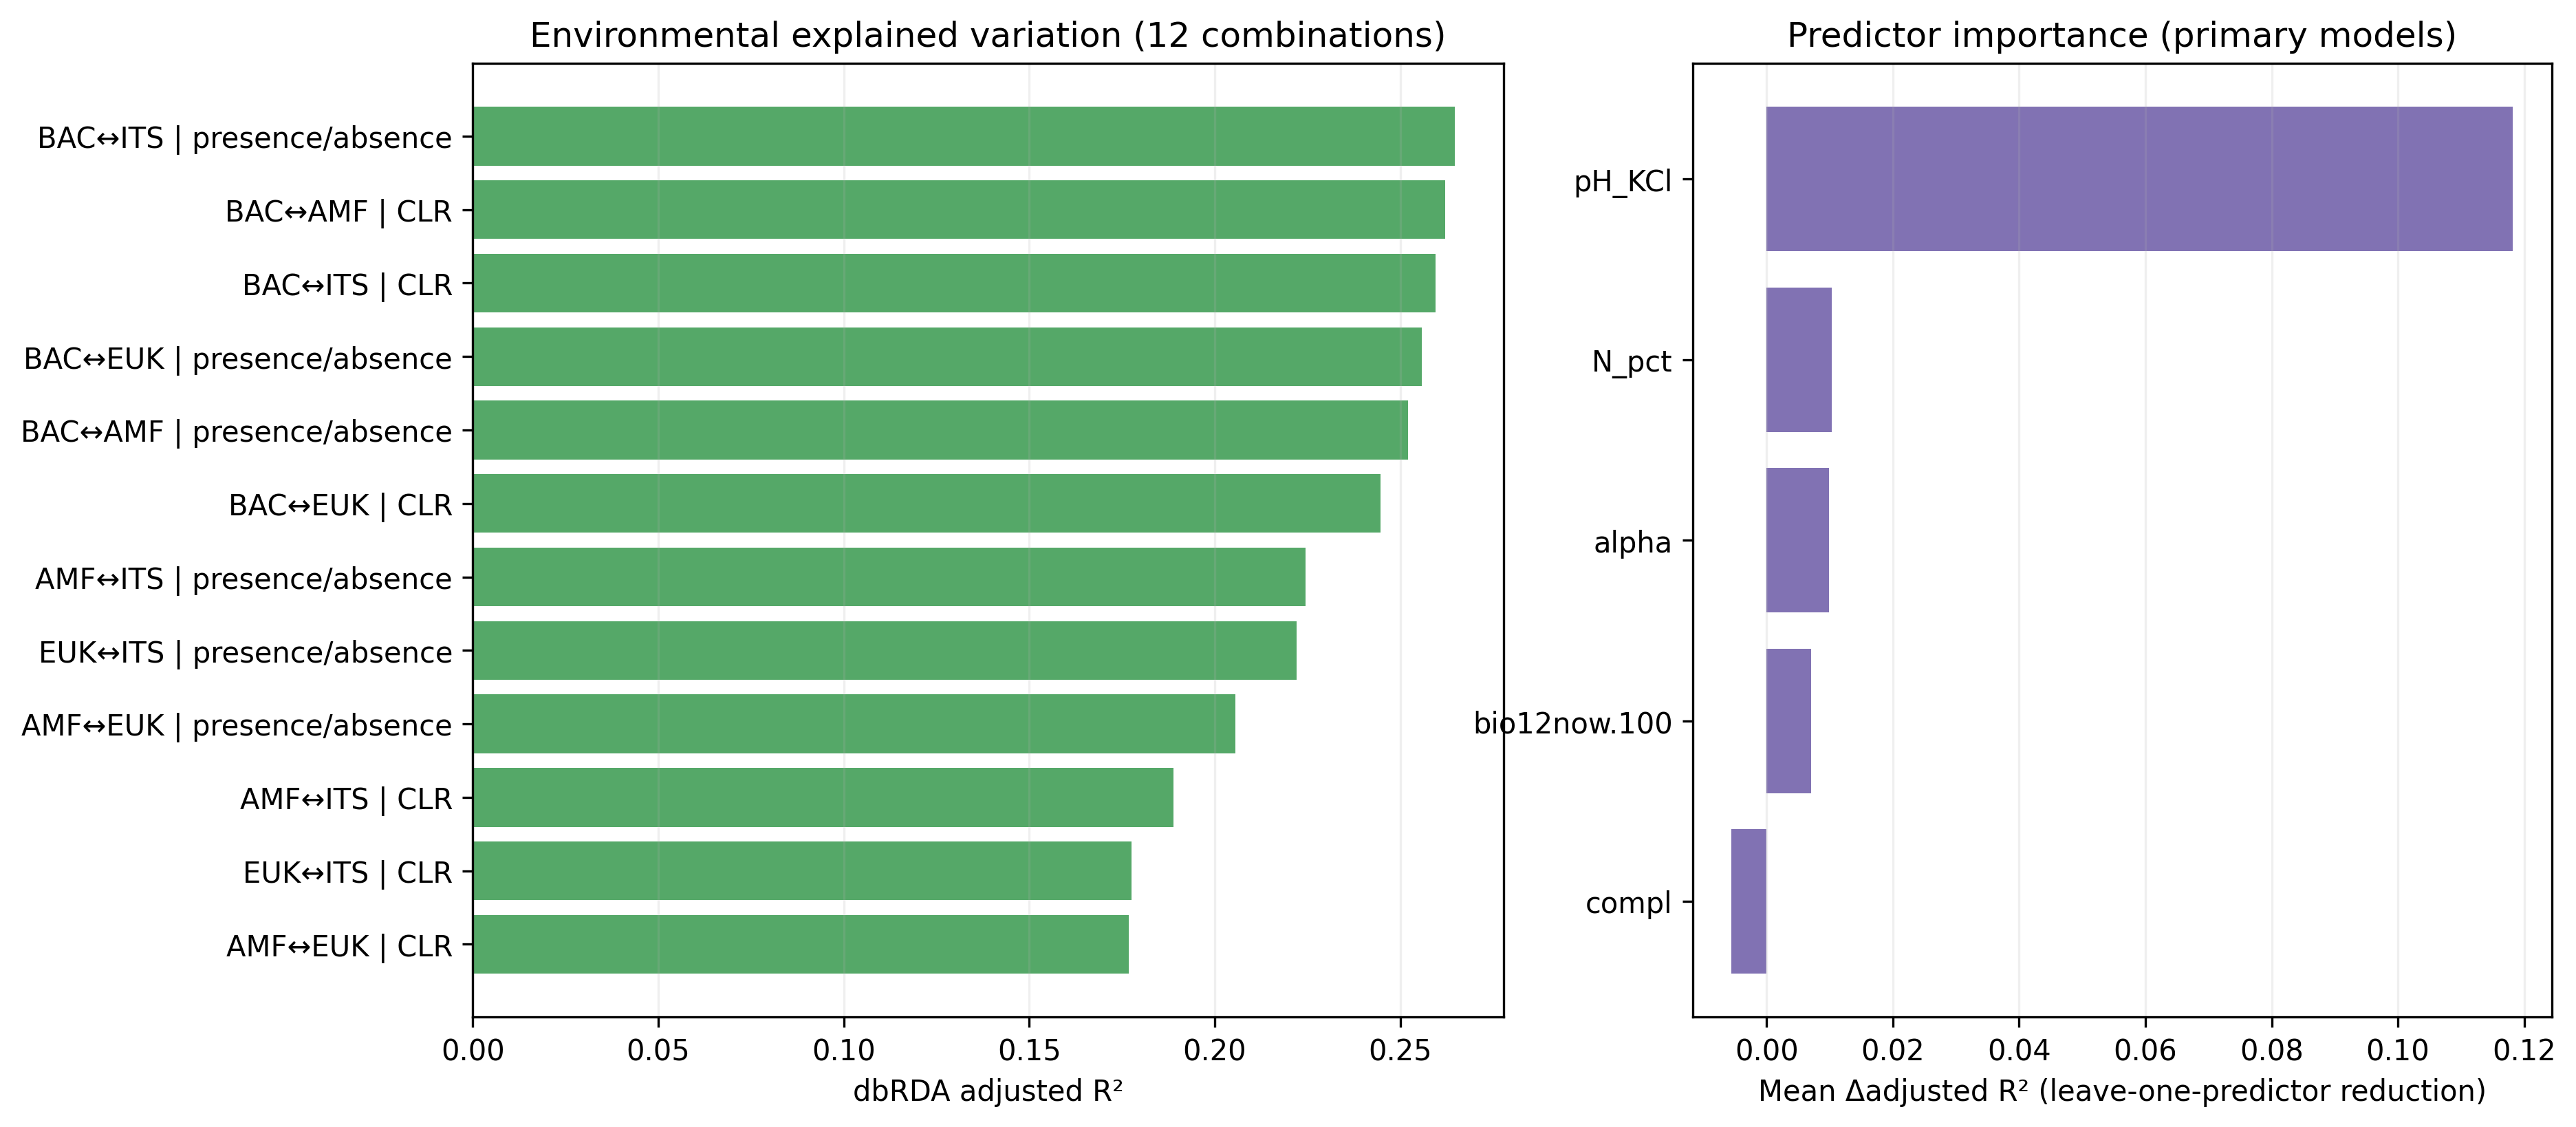 Environmental explained variation (12 combinations)
BAC↔ITS | presence/absence
BAC↔AMF | CLR
BAC↔ITS | CLR
BAC↔EUK | presence/absence
BAC↔AMF | presence/absence
BAC↔EUK | CLR
AMF↔ITS | presence/absence
EUK↔ITS | presence/absence
AMF↔EUK | presence/absence
AMF↔ITS | CLR
EUK↔ITS | CLR
AMF↔EUK | CLR
0.00 0.05 0.10 0.15 0.20 0.25
dbRDA adjusted R²
Predictor importance (primary models)
pH_KCl
N_pct
alpha
bio12now.100
compl
0.00 0.02 0.04 0.06 0.08 0.10 0.12
Mean Δadjusted R² (leave-one-predictor reduction)